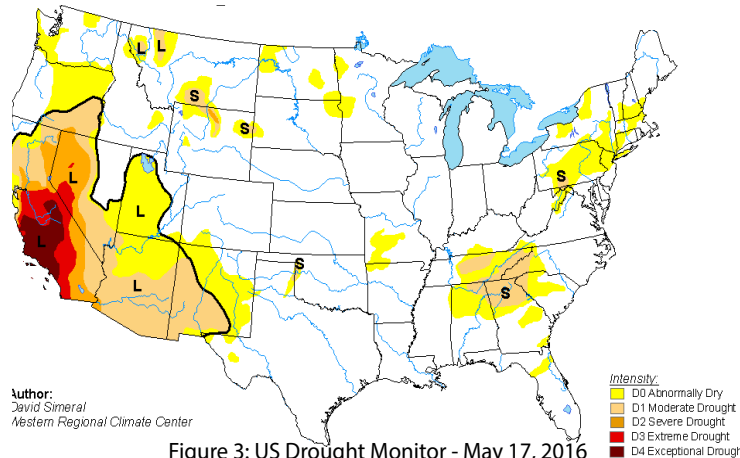 L L
S
S
S
L
L
L
L
S
S
Author:
David Simeral
Western Regional Climate Center
Intensity:
D0 Abnormally Dry
D1 Moderate Drought
D2 Severe Drought
D3 Extreme Drought
D4 Exceptional Drough
Figure 3: US Drought Monitor - May 17, 2016